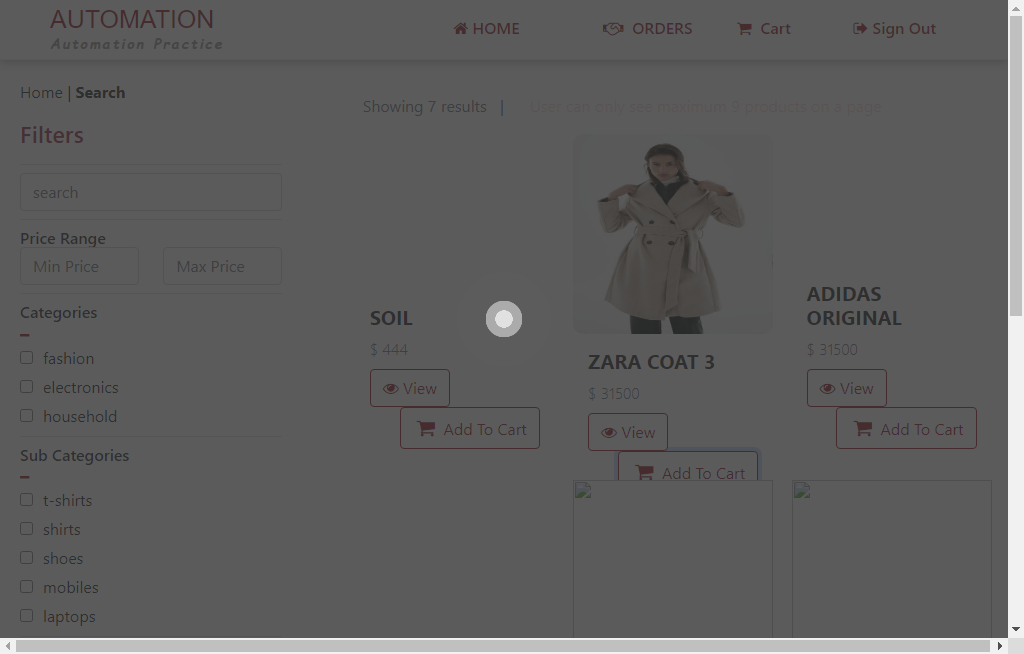 AUTOMATION
Automation Practice
HOME
ORDERS
Cart
Sign Out
Home | Search
Showing 7 results |
User can only see maximum 9 products on a page
Filters
search
Price Range
Min Price
Max Price
Categories
fashion
electronics
household
Sub Categories
t-shirts
shirts
shoes
mobiles
laptops
SOIL
$ 444
View
Add To Cart
ZARA COAT 3
$ 31500
View
Add To Cart
ADIDAS
ORIGINAL
$ 31500
View
Add To Cart